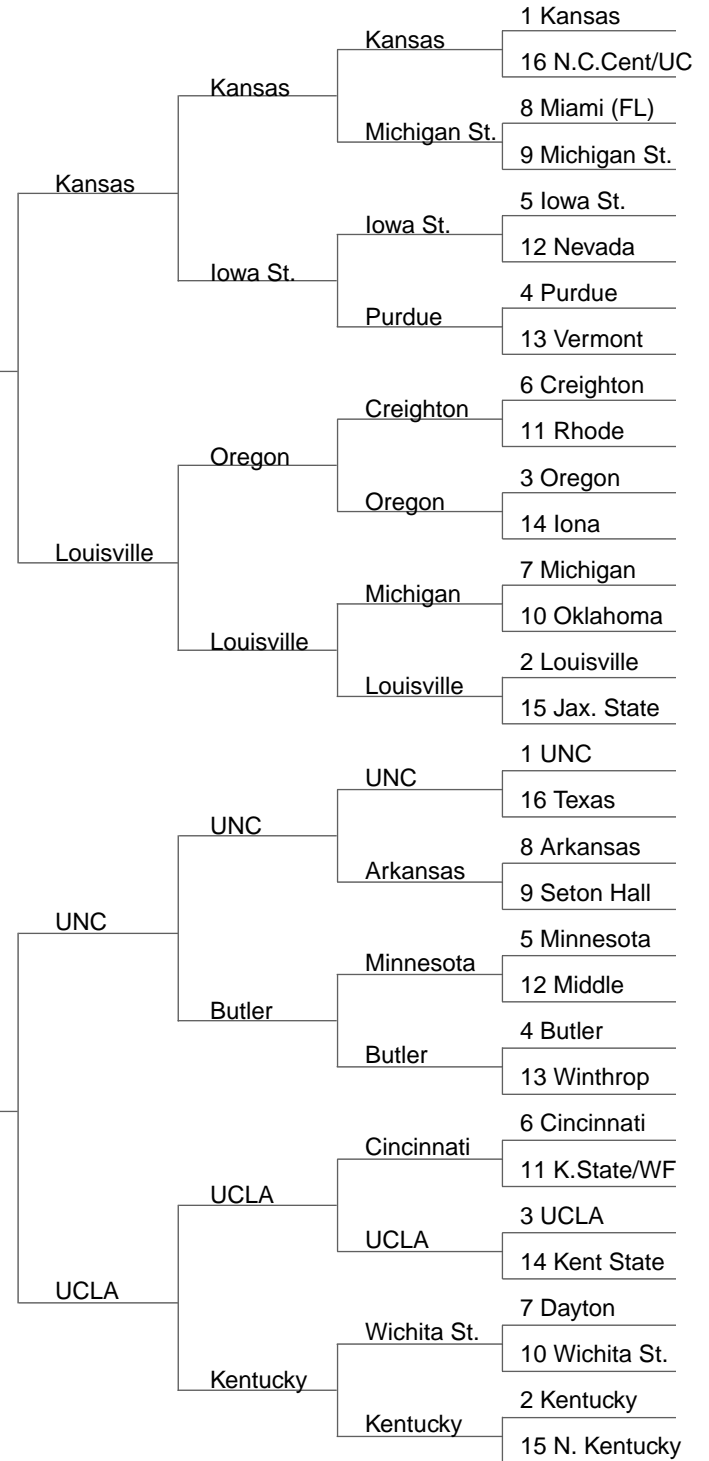 1 Kansas
Kansas
16 N.C.Cent/UC
Kansas
8 Miami (FL)
Michigan St.
9 Michigan St.
Kansas
5 Iowa St.
Iowa St.
12 Nevada
Iowa St.
4 Purdue
Purdue
13 Vermont
6 Creighton
Creighton
11 Rhode
Oregon
3 Oregon
Oregon
14 Iona
Louisville
7 Michigan
Michigan
10 Oklahoma
Louisville
2 Louisville
Louisville
15 Jax. State
1 UNC
UNC
16 Texas
UNC
8 Arkansas
Arkansas
9 Seton Hall
UNC
5 Minnesota
Minnesota
12 Middle
Butler
4 Butler
Butler
13 Winthrop
6 Cincinnati
Cincinnati
11 K.State/WF
UCLA
3 UCLA
UCLA
14 Kent State
UCLA
7 Dayton
Wichita St.
10 Wichita St.
Kentucky
2 Kentucky
Kentucky
15 N. Kentucky